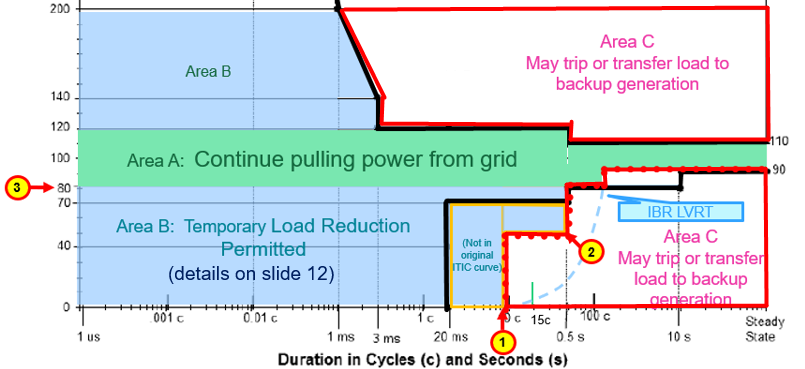 200
140
120
100
80
70
40
0
Area B
Area C
May trip or transfer load to
backup generation
110
90
Area A: Continue pulling power from grid
3
Area B: Temporary Load Reduction
Permitted
(details on slide 12)
(Not in
original
ITIC curve)
IBR LVRT
2
Area C
May trip or transfer
load to backup
generation
1
.001 c
0.01 c
1 c
15c
100 c
1 us
1 ms
3 ms
20 ms
0.5 s
10 s
Steady
State
Duration in Cycles (c) and Seconds (s)